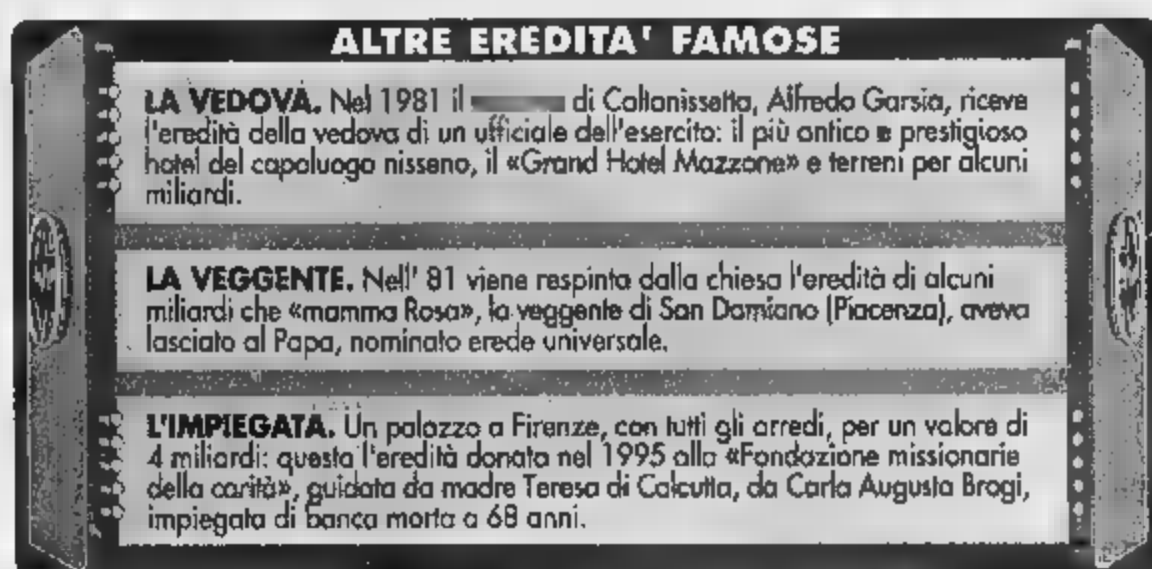 ALTRE EREDITA' FAMOSE
LA VEDOVA. Nel 1981 il di Caltanissetta, Alfredo Garsia, riceve
l'eredità della vedova di un ufficiale dell'esercito: il più antico e prestigioso
hotel del capoluogo nisseno, il «Grand Hotel Mazzone» e terreni per alcuni
miliardi.
LA VEGGENTE. Nell' 81 viene respinta dalla chiesa l'eredità di alcuni
miliardi che «mamma Rosa», la veggente di San Damiano (Piacenza), aveva
lasciato al Papa, nominato erede universale.
L'IMPIEGATA. Un palazzo a Firenze, con tutti gli arredi, per un valore di
4 miliardi: questa l'eredità donata nel 1995 alla «Fondazione missionarie
della carità», guidata da madre Teresa di Calcutta, da Carla Augusta Brogi,
impiegata di banca morta a 68 anni.